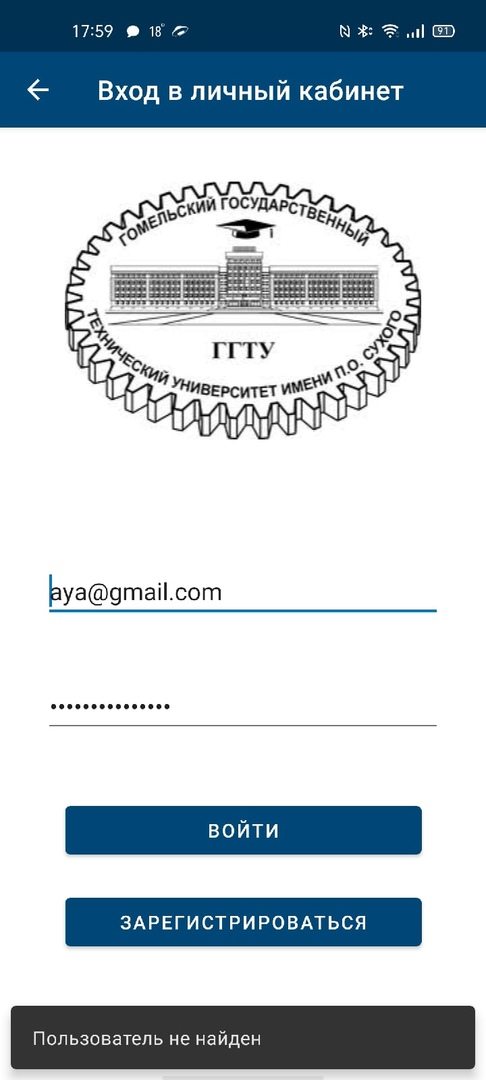 17:59 18° 91
Вход в личный кабинет
ГОМЕЛЬСКИЙ ГОСУДАРСТВЕННЫЙ
ГГТУ
ТЕХНИЧЕСКИЙ УНИВЕРСИТЕТ ИМЕНИ П.О. СУХОГО
aya@gmail.com
•••••••••••••••
ВОЙТИ
ЗАРЕГИСТРИРОВАТЬСЯ
Пользователь не найден